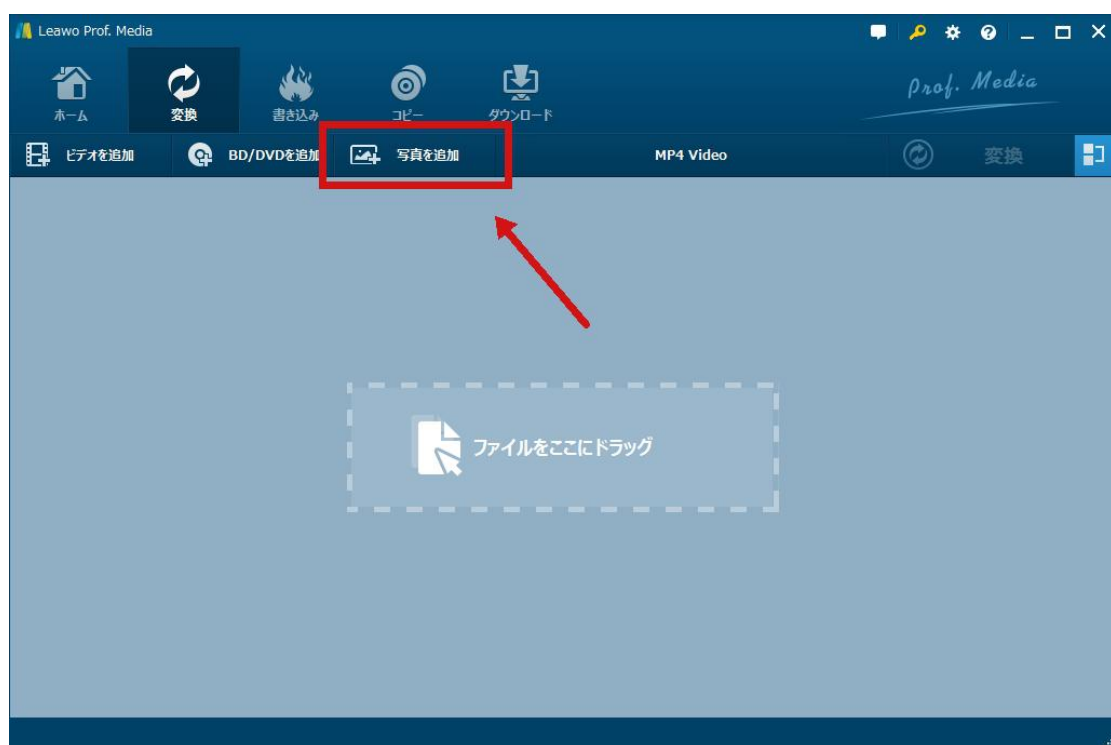 Leawo Prof. Media
ホーム
変換
書き込み
コピー
ダウンロード
Prof. Media
ビデオを追加
BD/DVDを追加
写真を追加
MP4 Video
変換
ファイルをここにドラッグ